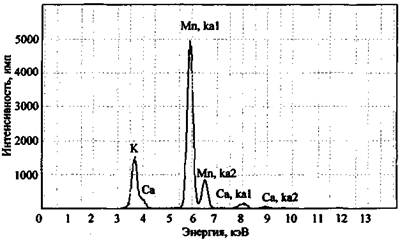 Интенсивность, имп
5000
4000
3000
2000
1000
Mn, ka1
K
Ca
Mn, ka2
Ca, ka1
Ca, ka2
0 1 2 3 4 5 6 7 8 9 10 11 12 13
Энергия, кэВ